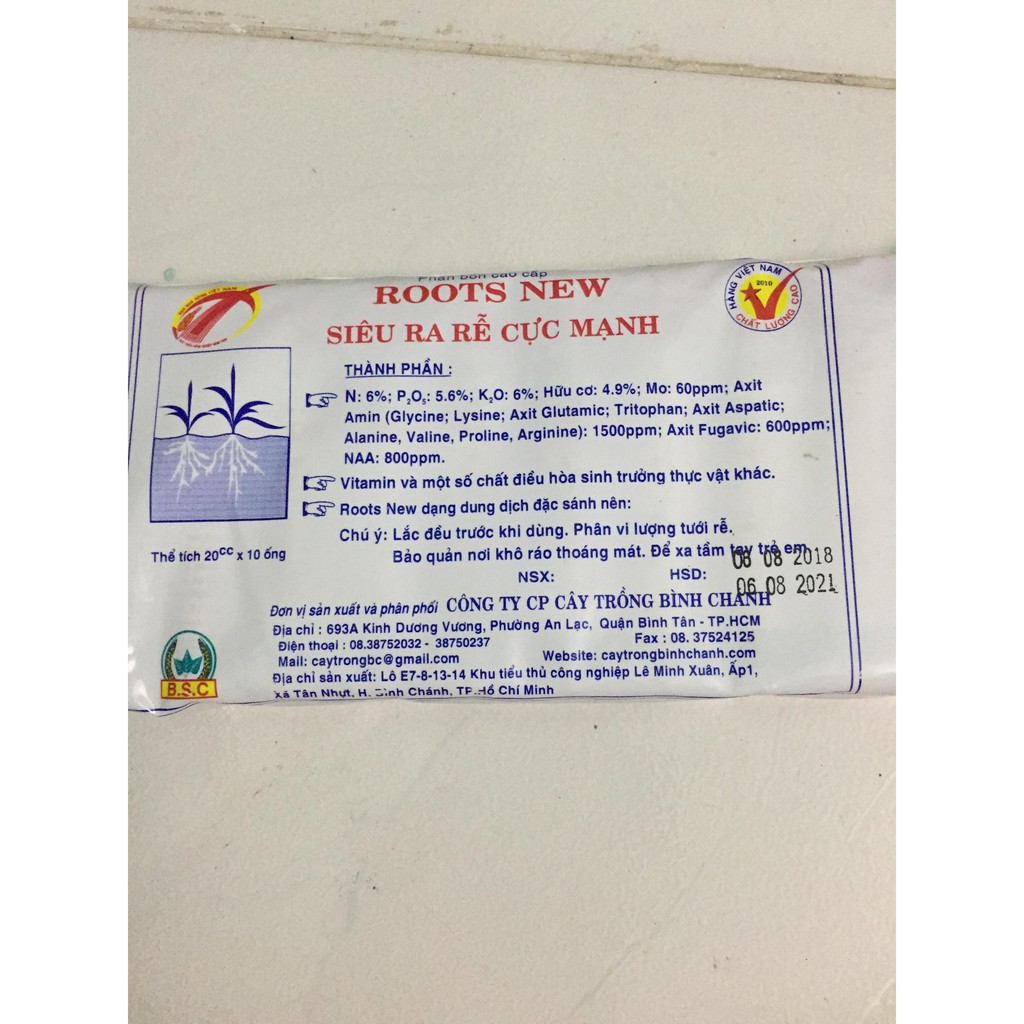 Phân bón cao cấp
ROOTS NEW
HÀNG VIỆT NAM
2010
CHẤT LƯỢNG CAO
SIÊU RA RỄ CỰC MẠNH
THÀNH PHẦN :
N: 6%; P2O5: 5.6%; K2O: 6%; Hữu cơ: 4.9%; Mo: 60ppm; Axit
Amin (Glycine; Lysine; Axit Glutamic; Tritophan; Axit Aspatic;
Alanine, Valine, Proline, Arginine): 1500ppm; Axit Fugavic: 600ppm;
NAA: 800ppm.
Vitamin và một số chất điều hòa sinh trưởng thực vật khác.
Roots New dạng dung dịch đặc sánh nên:
Chú ý: Lắc đều trước khi dùng. Phân vi lượng tưới rễ.
Bảo quản nơi khô ráo thoáng mát. Để xa tầm tay trẻ em
Thể tích 20cc x 10 ống
NSX: HSD:
08 08 2018
06 08 2021
Đơn vị sản xuất và phân phối CÔNG TY CP CÂY TRỒNG BÌNH CHÁNH
Địa chỉ : 693A Kinh Dương Vương, Phường An Lạc, Quận Bình Tân - TP.HCM
Điện thoại : 08.38752032 - 38750237 Fax : 08. 37524125
Mail: caytrongbc@gmail.com Website: caytrongbinhchanh.com
Địa chỉ sản xuất: Lô E7-8-13-14 Khu tiểu thủ công nghiệp Lê Minh Xuân, Ấp1,
Xã Tân Nhựt, H. Bình Chánh, TP.Hồ Chí Minh
B.S.C